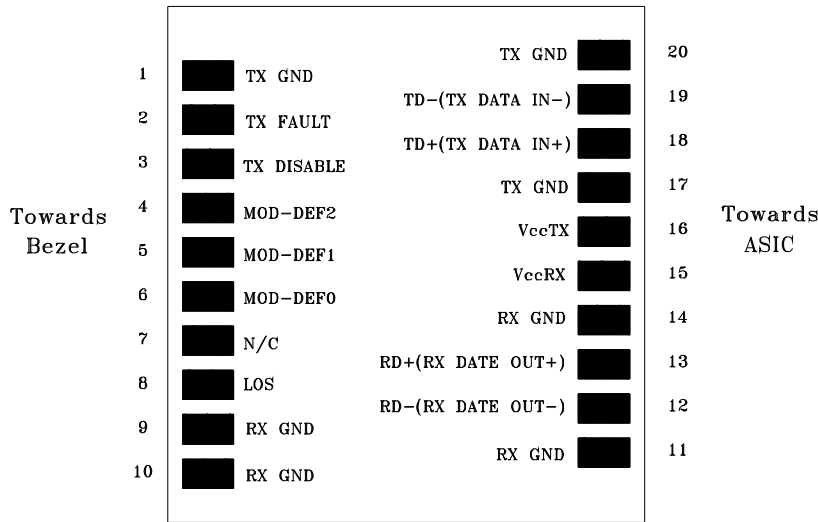 1 TX GND
2 TX FAULT
3 TX DISABLE
4 MOD-DEF2
5 MOD-DEF1
6 MOD-DEF0
7 N/C
8 LOS
9 RX GND
10 RX GND
Towards
Bezel
TX GND 20
TD-(TX DATA IN-) 19
TD+(TX DATA IN+) 18
TX GND 17
VccTX 16
VccRX 15
RX GND 14
RD+(RX DATE OUT+) 13
RD-(RX DATE OUT-) 12
RX GND 11
Towards
ASIC